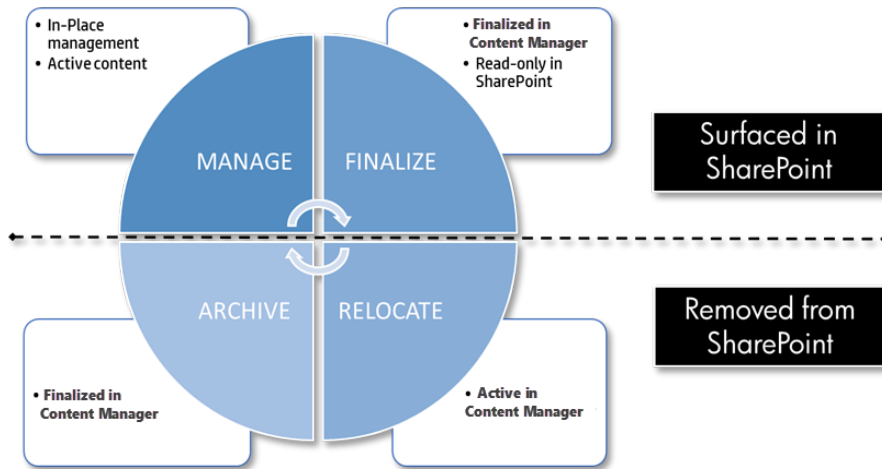 • In-Place
management
• Active content
• Finalized in
Content Manager
• Read-only in
SharePoint
MANAGE
FINALIZE
Surfaced in
SharePoint
ARCHIVE
RELOCATE
Removed from
SharePoint
• Finalized in
Content Manager
• Active in
Content Manager